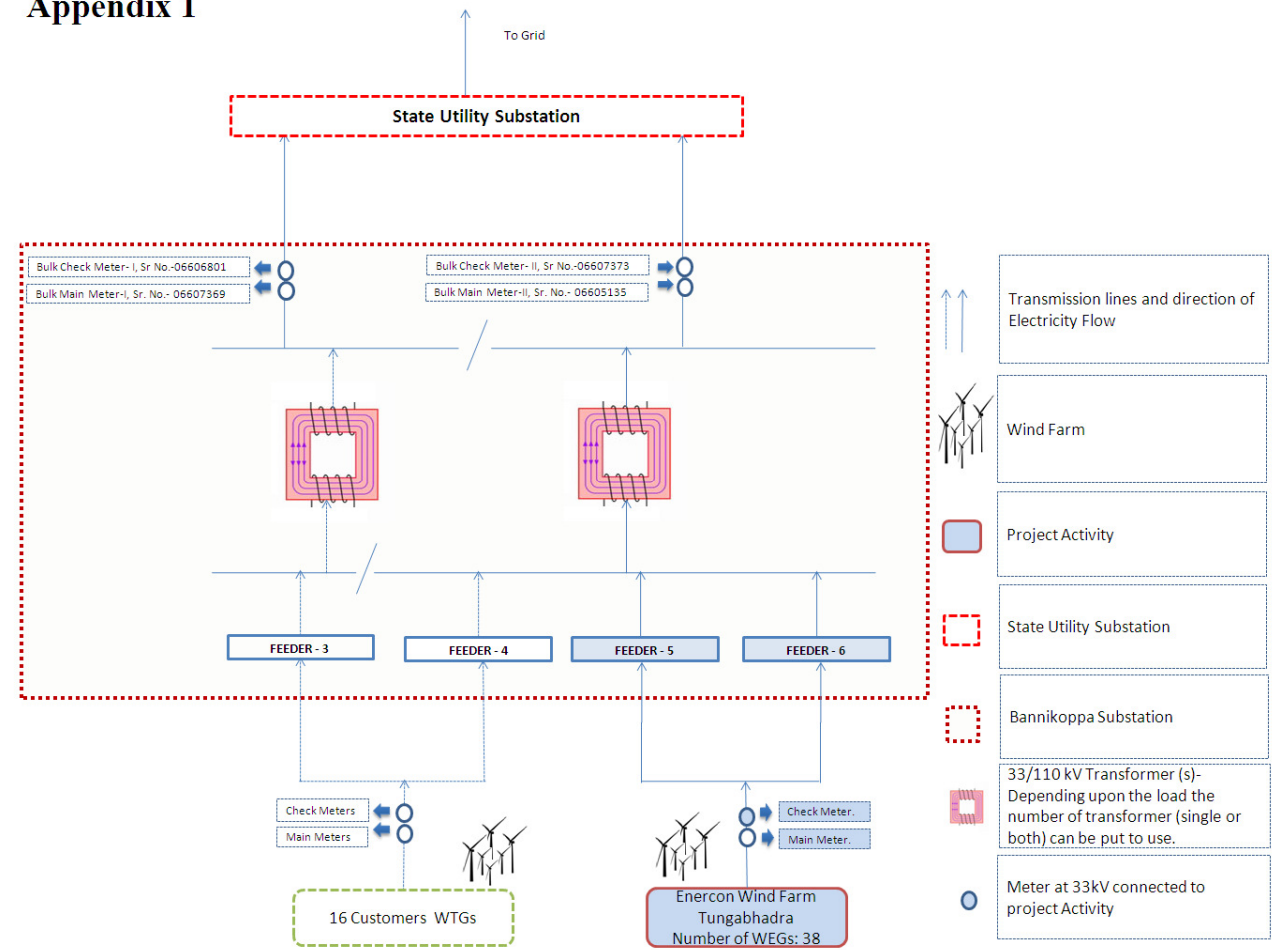 Appendix 1
To Grid
State Utility Substation
Bulk Check Meter- I, Sr No.-06606801
Bulk Main Meter-I, Sr. No.- 06607369
Bulk Check Meter- II, Sr No.-06607373
Bulk Main Meter-II, Sr. No.- 06605135
FEEDER - 3
FEEDER - 4
FEEDER - 5
FEEDER - 6
Check Meters
Main Meters
Check Meter.
Main Meter.
16 Customers WTGs
Enercon Wind Farm
Tungabhadra
Number of WEGs: 38
Transmission lines and direction of
Electricity Flow
Wind Farm
Project Activity
State Utility Substation
Bannikoppa Substation
33/110 kV Transformer (s)-
Depending upon the load the
number of transformer (single or
both) can be put to use.
Meter at 33kV connected to
project Activity